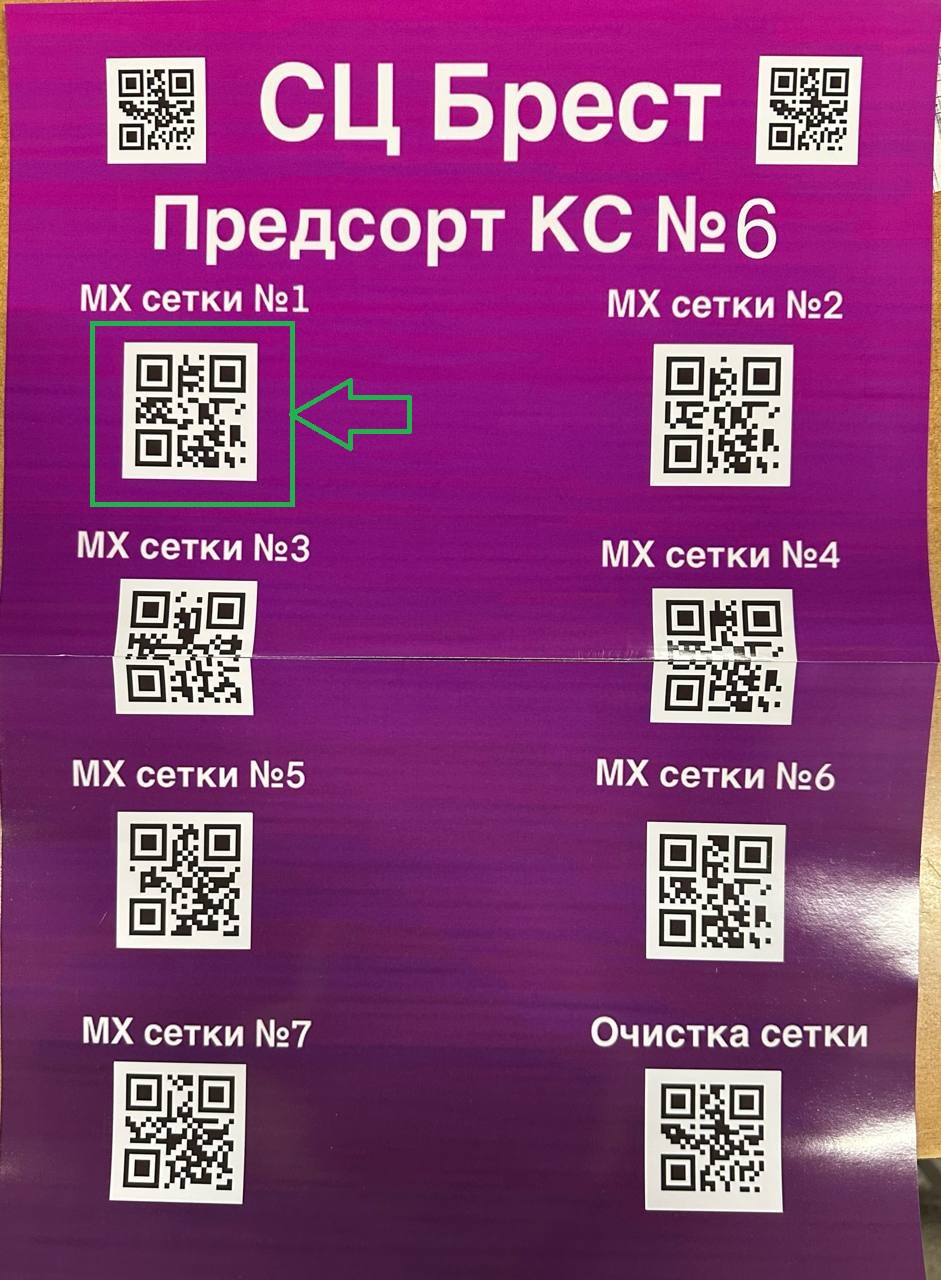 СЦ Брест
Предсорт КС №6
МХ сетки №1
МХ сетки №2
МХ сетки №3
МХ сетки №4
МХ сетки №5
МХ сетки №6
МХ сетки №7
Очистка сетки